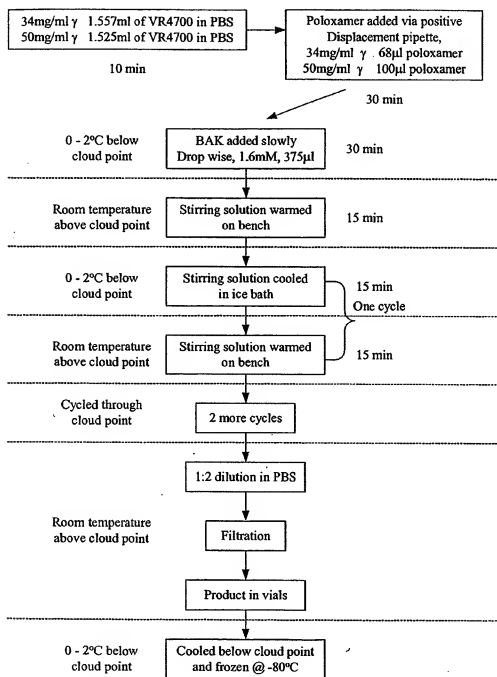 34mg/ml γ 1.557ml of VR4700 in PBS
50mg/ml γ 1.525ml of VR4700 in PBS
10 min
Poloxamer added via positive
Displacement pipette,
34mg/ml γ . 68μl poloxamer
50mg/ml γ 100μl poloxamer
30 min
0 - 2ºC below
cloud point
BAK added slowly
Drop wise, 1.6mM, 375μl
30 min
Room temperature
above cloud point
Stirring solution warmed
on bench
15 min
0 - 2ºC below
cloud point
Stirring solution cooled
in ice bath
15 min
One cycle
Room temperature
above cloud point
Stirring solution warmed
on bench
15 min
Cycled through
cloud point
2 more cycles
1:2 dilution in PBS
Room temperature
above cloud point
Filtration
Product in vials
0 - 2ºC below
cloud point
Cooled below cloud point
and frozen @ -80ºC